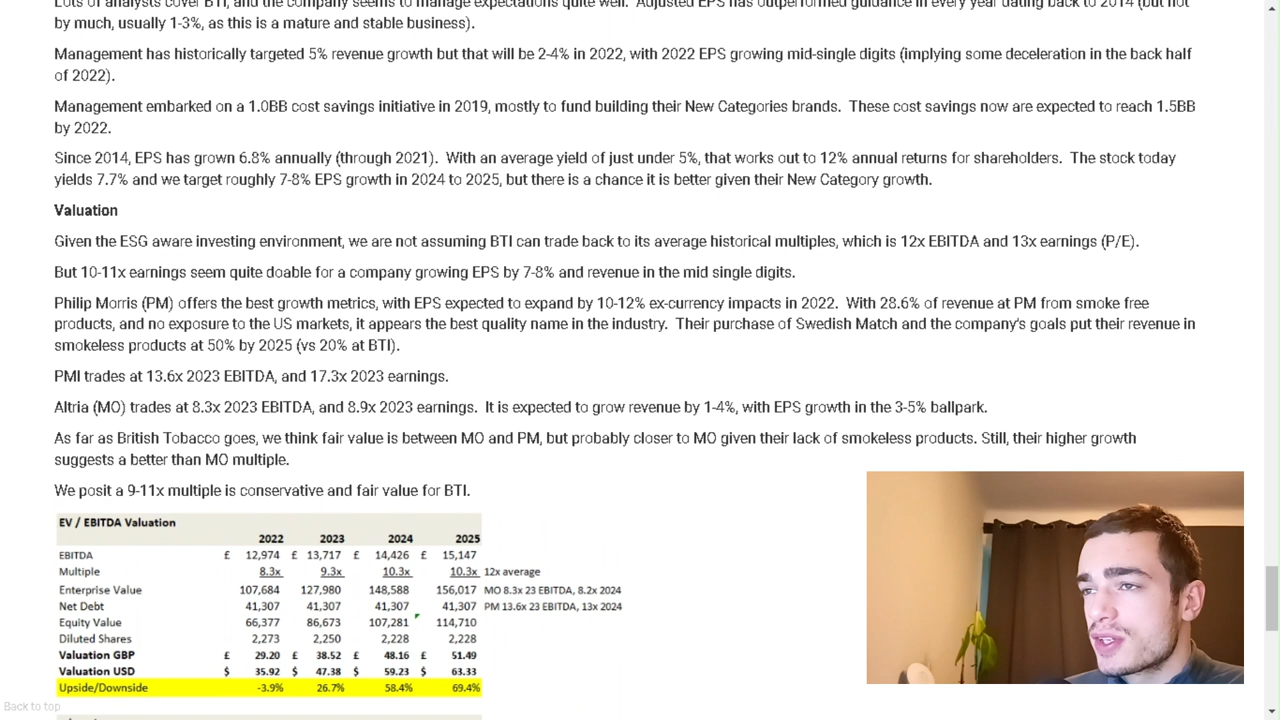 Lots of analysts cover BTI, and the company seems to manage expectations quite well. Adjusted EPS has outperformed guidance in every year dating back to 2014 (but not
by much, usually 1-3%, as this is a mature and stable business).
Management has historically targeted 5% revenue growth but that will be 2-4% in 2022, with 2022 EPS growing mid-single digits (implying some deceleration in the back half
of 2022).
Management embarked on a 1.0BB cost savings initiative in 2019, mostly to fund building their New Categories brands. These cost savings now are expected to reach 1.5BB
by 2022.
Since 2014, EPS has grown 6.8% annually (through 2021). With an average yield of just under 5%, that works out to 12% annual returns for shareholders. The stock today
yields 7.7% and we target roughly 7-8% EPS growth in 2024 to 2025, but there is a chance it is better given their New Category growth.
Valuation
Given the ESG aware investing environment, we are not assuming BTI can trade back to its average historical multiples, which is 12x EBITDA and 13x earnings (P/E).
But 10-11x earnings seem quite doable for a company growing EPS by 7-8% and revenue in the mid single digits.
Philip Morris (PM) offers the best growth metrics, with EPS expected to expand by 10-12% ex-currency impacts in 2022. With 28.6% of revenue at PM from smoke free
products, and no exposure to the US markets, it appears the best quality name in the industry. Their purchase of Swedish Match and the company's goals put their revenue in
smokeless products at 50% by 2025 (vs 20% at BTI).
PMI trades at 13.6x 2023 EBITDA, and 17.3x 2023 earnings.
Altria (MO) trades at 8.3x 2023 EBITDA, and 8.9x 2023 earnings. It is expected to grow revenue by 1-4%, with EPS growth in the 3-5% ballpark.
As far as British Tobacco goes, we think fair value is between MO and PM, but probably closer to MO given their lack of smokeless products. Still, their higher growth
suggests a better than MO multiple.
We posit a 9-11x multiple is conservative and fair value for BTI.
EV / EBITDA Valuation
2022 2023 2024 2025
EBITDA £ 12,974 £ 13,717 £ 14,426 £ 15,147
Multiple 8.3x 9.3x 10.3x 10.3x 12x average
Enterprise Value 107,684 127,980 148,588 156,017 MO 8.3x 23 EBITDA, 8.2x 2024
Net Debt 41,307 41,307 41,307 41,307 PM 13.6x 23 EBITDA, 13x 2024
Equity Value 66,377 86,673 107,281 114,710
Diluted Shares 2,273 2,250 2,228 2,228
Valuation GBP £ 29.20 £ 38.52 £ 48.16 £ 51.49
Valuation USD $ 35.92 $ 47.38 $ 59.23 $ 63.33
Upside/Downside -3.9% 26.7% 58.4% 69.4%
Back to top